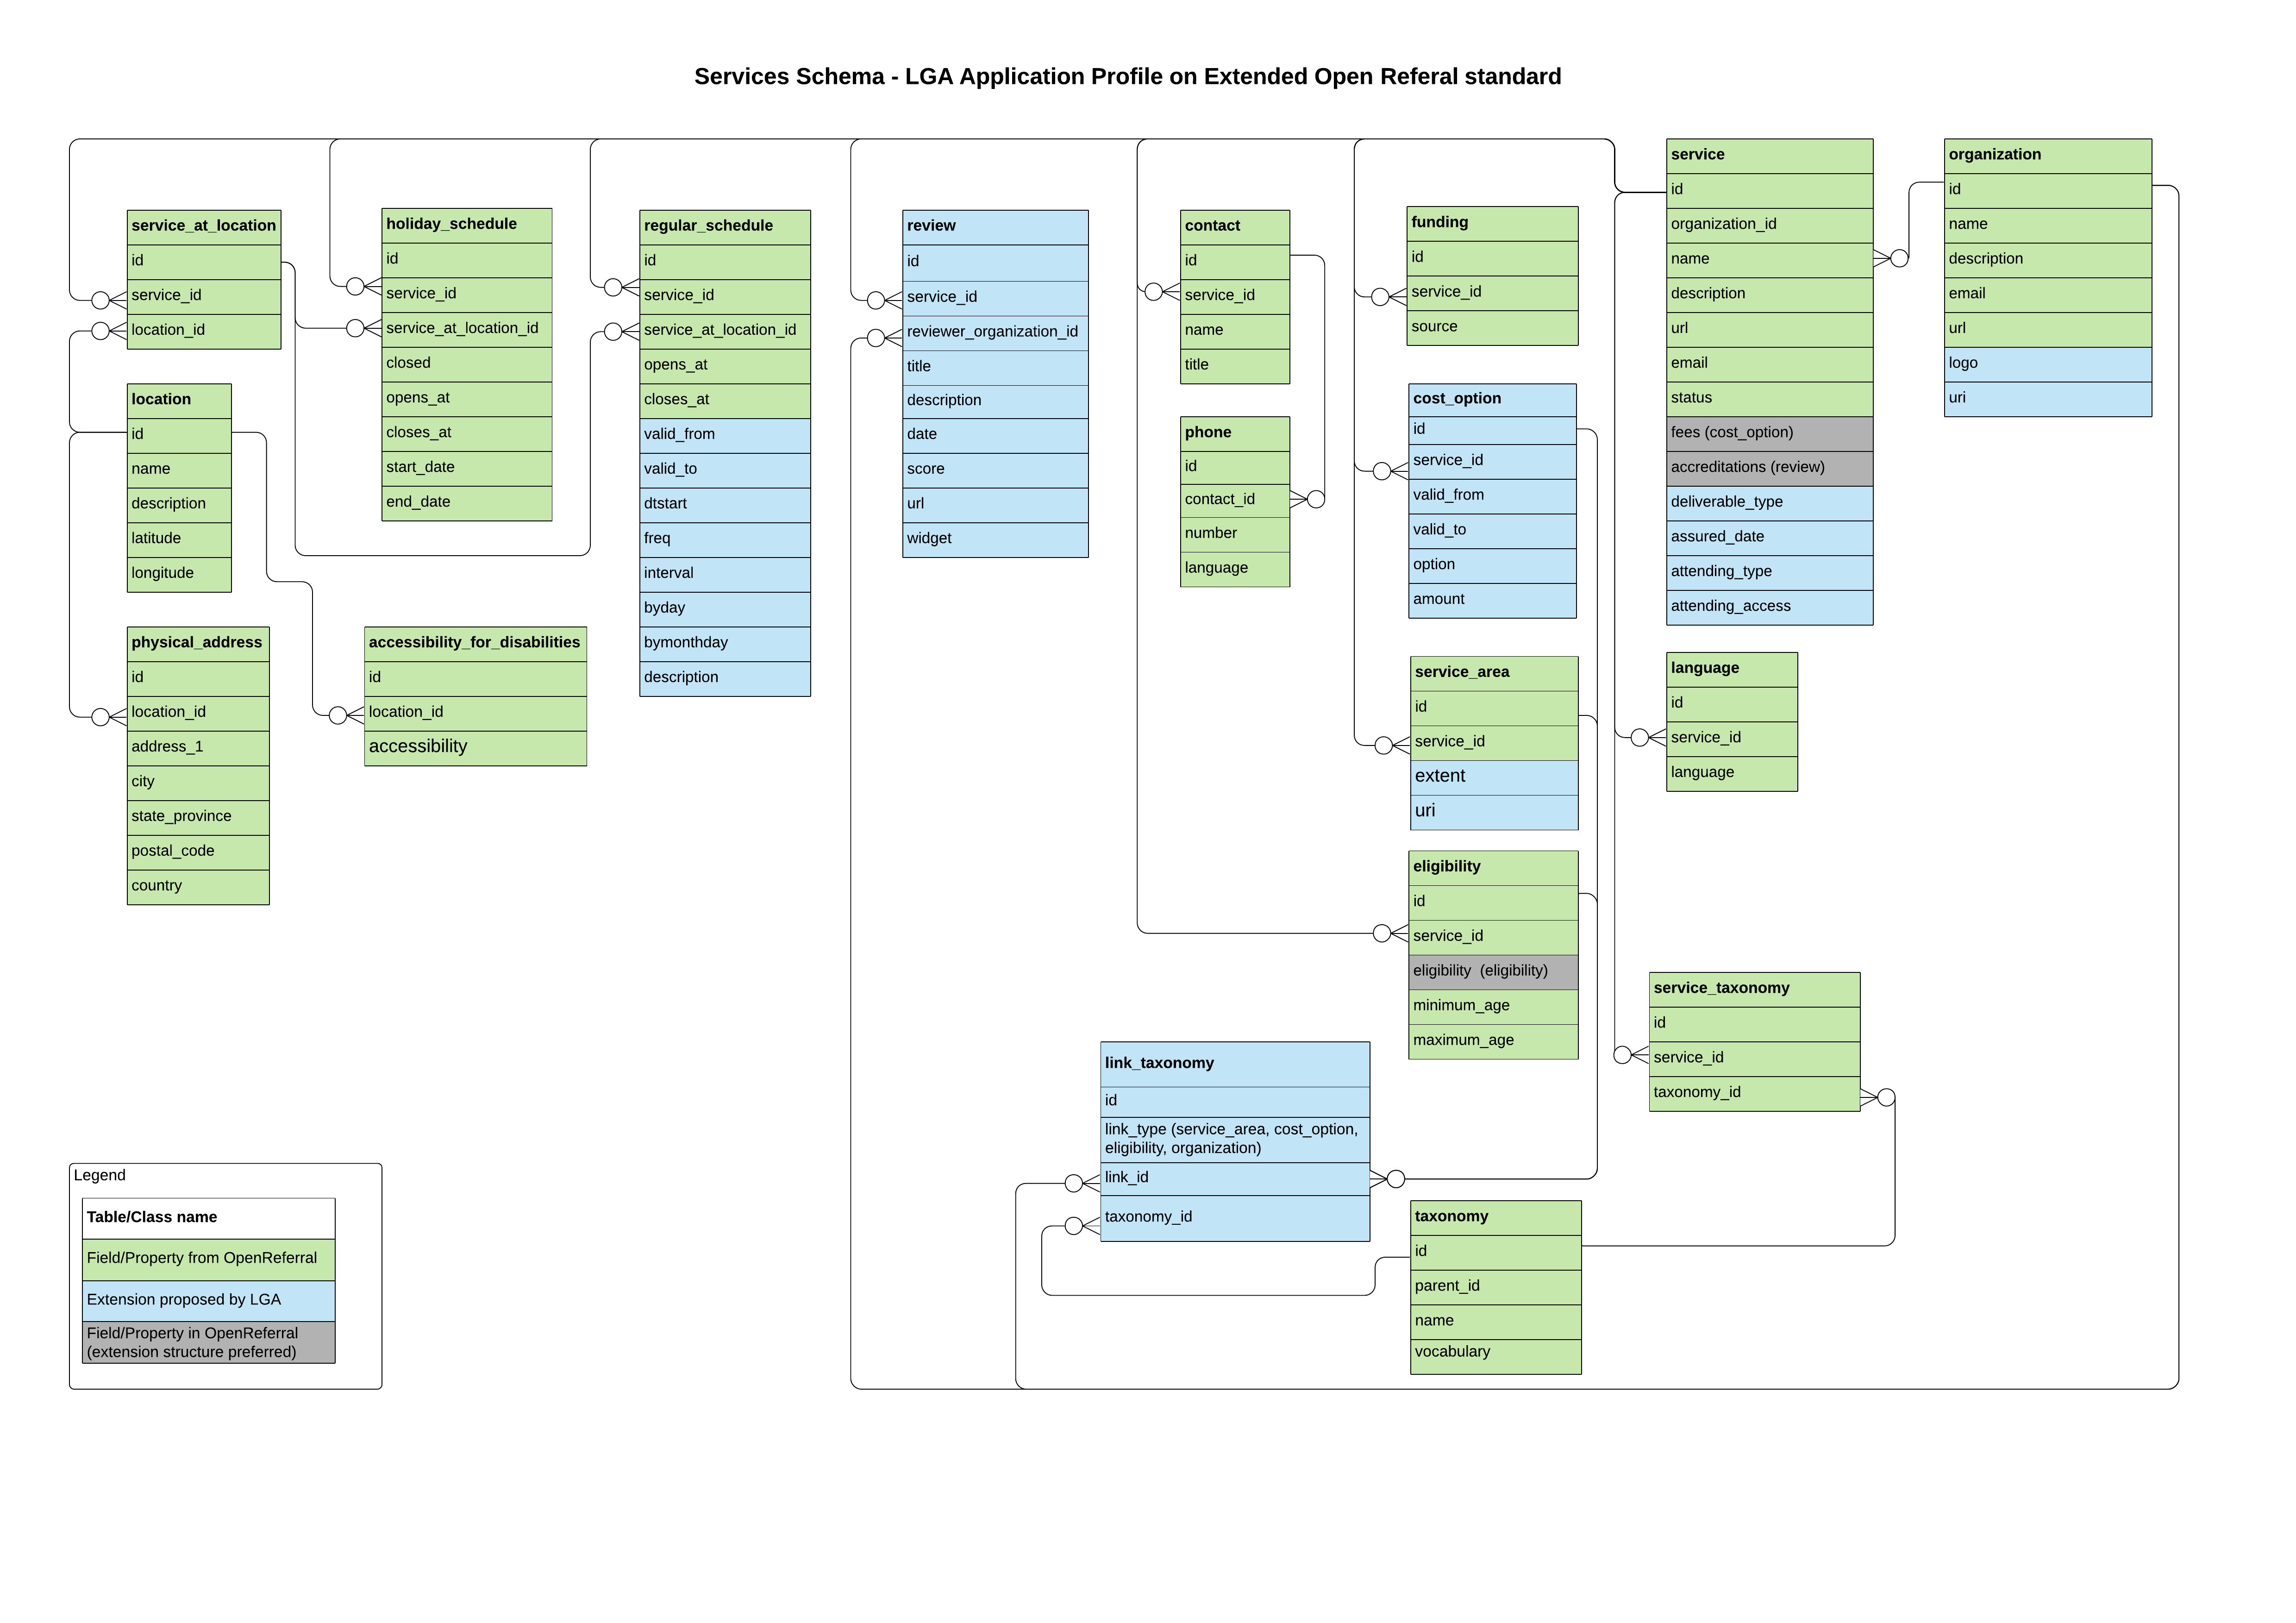 Services Schema - LGA Application Profile on Extended Open Referal standard
service_at_location
id
service_id
location_id
location
id
name
description
latitude
longitude
physical_address
id
location_id
address_1
city
state_province
postal_code
country
holiday_schedule
id
service_id
service_at_location_id
closed
opens_at
closes_at
start_date
end_date
accessibility_for_disabilities
id
location_id
accessibility
regular_schedule
id
service_id
service_at_location_id
opens_at
closes_at
valid_from
valid_to
dtstart
freq
interval
byday
bymonthday
description
review
id
service_id
reviewer_organization_id
title
description
date
score
url
widget
contact
id
service_id
name
title
phone
id
contact_id
number
language
funding
id
service_id
source
cost_option
id
service_id
valid_from
valid_to
option
amount
service_area
id
service_id
extent
uri
eligibility
id
service_id
eligibility  (eligibility)
minimum_age
maximum_age
link_taxonomy
id
link_type (service_area, cost_option,
eligibility, organization)
link_id
taxonomy_id
taxonomy
id
parent_id
name
vocabulary
service
id
organization_id
name
description
url
email
status
fees (cost_option)
accreditations (review)
deliverable_type
assured_date
attending_type
attending_access
language
id
service_id
language
service_taxonomy
id
service_id
taxonomy_id
organization
id
name
description
email
url
logo
uri
Legend
Table/Class name
Field/Property from OpenReferral
Extension proposed by LGA
Field/Property in OpenReferral
(extension structure preferred)